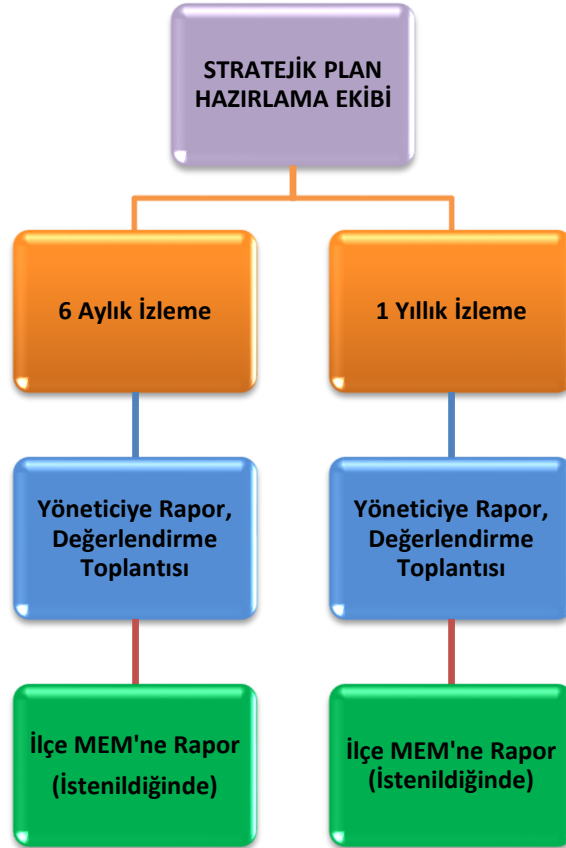 STRATEJİK PLAN
HAZIRLAMA EKİBİ
6 Aylık İzleme
1 Yıllık İzleme
Yöneticiye Rapor,
Değerlendirme
Toplantısı
Yöneticiye Rapor,
Değerlendirme
Toplantısı
İlçe MEM'ne Rapor
(İstenildiğinde)
İlçe MEM'ne Rapor
(İstenildiğinde)